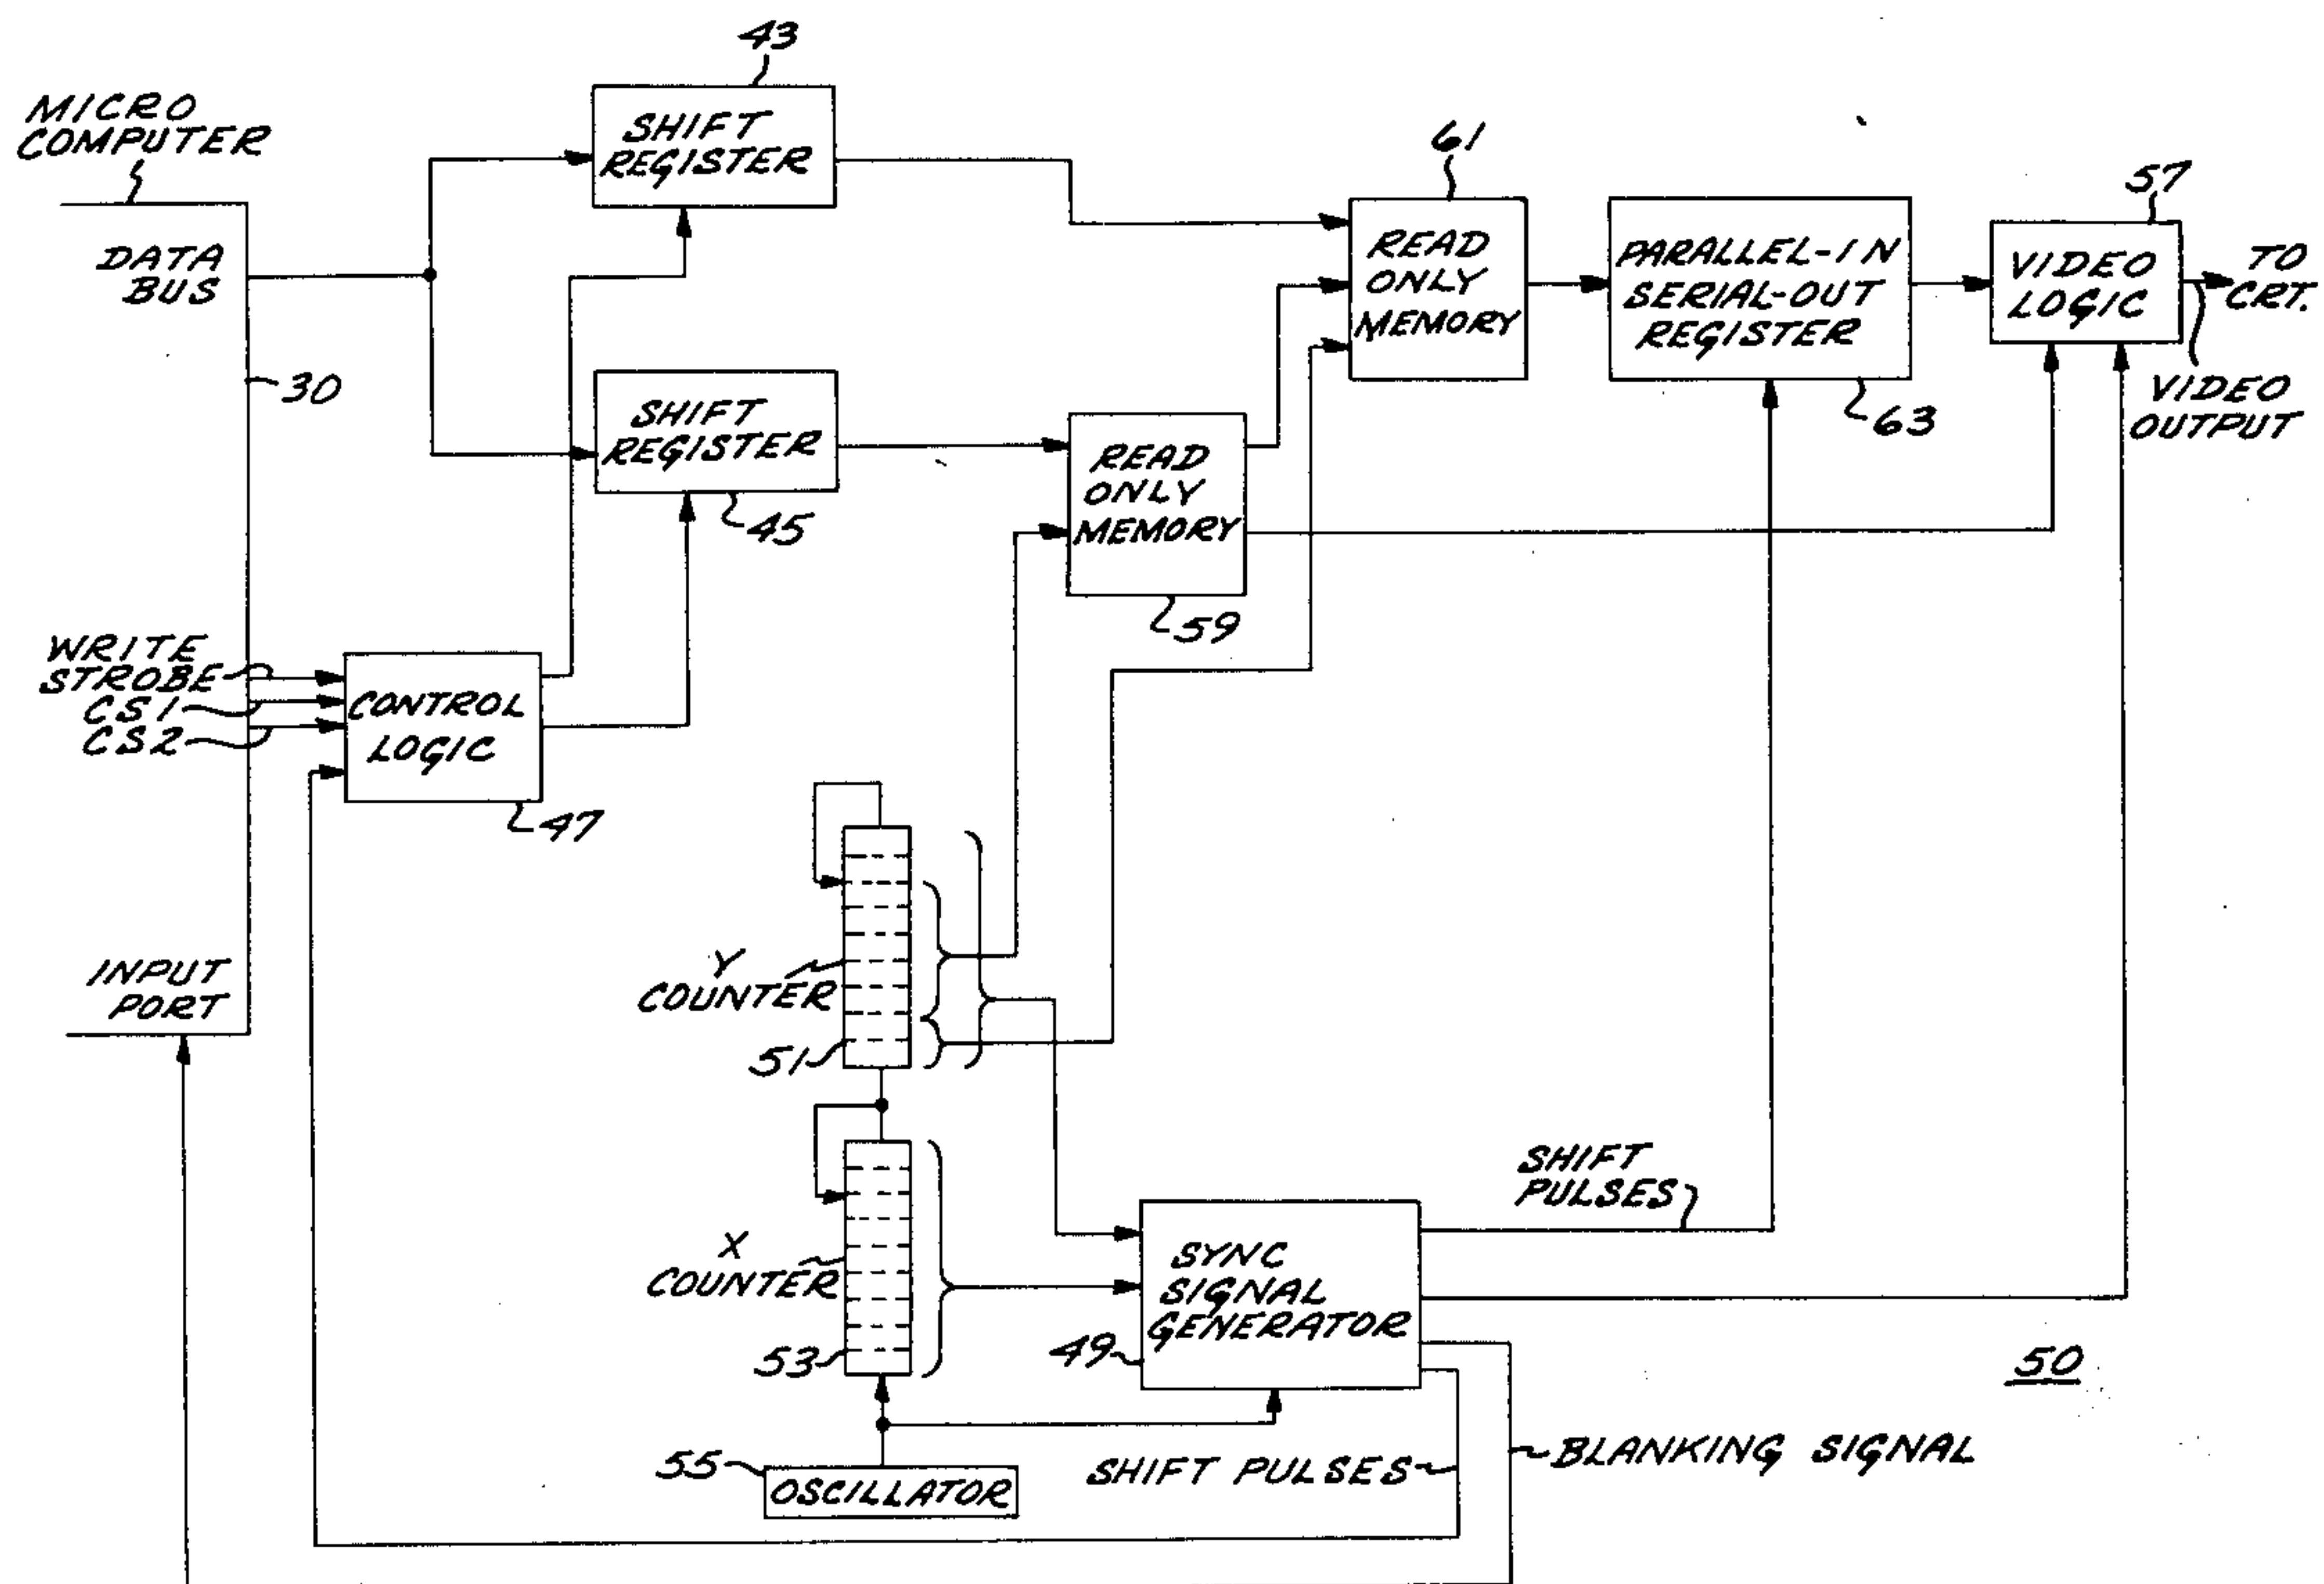 43
MICRO
COMPUTER
SHIFT
REGISTER
61
57
DATA
BUS
READ
ONLY
MEMORY
PARALLEL-IN
SERIAL-OUT
REGISTER
VIDEO
LOGIC
TO
CRT.
30
63
VIDEO
OUTPUT
SHIFT
REGISTER
45
READ
ONLY
MEMORY
59
WRITE
STROBE
CS1
CS2
CONTROL
LOGIC
47
INPUT
PORT
Y
COUNTER
51
SHIFT
PULSES
X
COUNTER
53
SYNC
SIGNAL
GENERATOR
49
50
55
OSCILLATOR
SHIFT PULSES
BLANKING SIGNAL